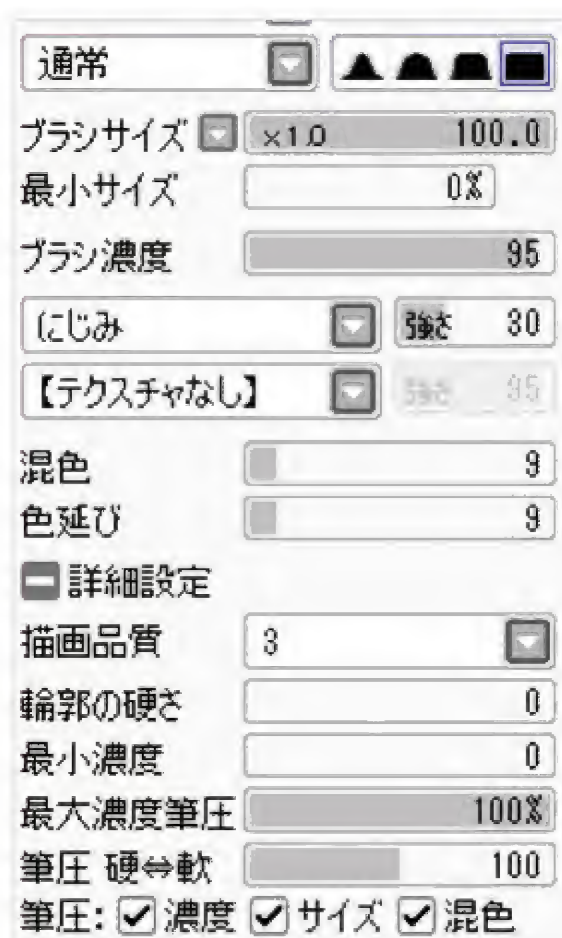 通常
ブラシサイズ ×1.0 100.0
最小サイズ 0%
ブラシ濃度 95
にじみ 強さ 30
【テクスチャなし】 強さ 95
混色 9
色延び 9
詳細設定
描画品質 3
輪郭の硬さ 0
最小濃度 0
最大濃度筆圧 100%
筆圧 硬⇔軟 100
筆圧: 濃度 サイズ 混色